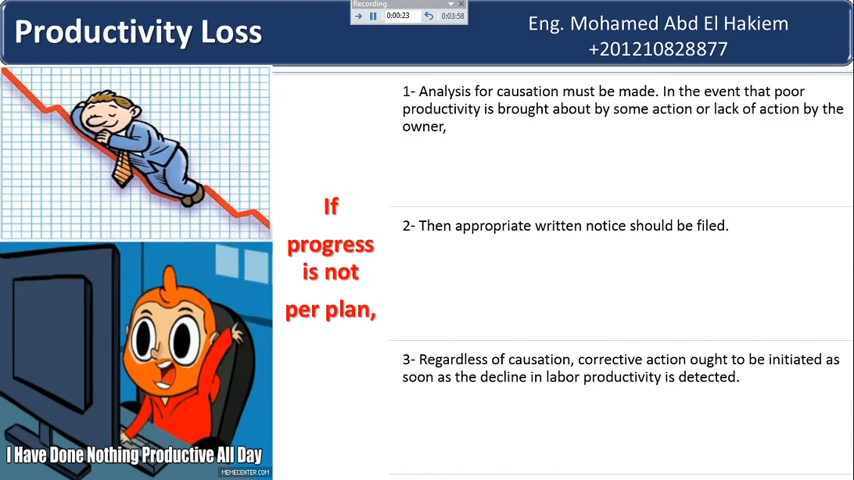 Productivity Loss
Recording
0:00:23
0:03:58
Eng. Mohamed Abd El Hakiem
+201210828877
If
progress
is not
per plan,
1- Analysis for causation must be made. In the event that poor
productivity is brought about by some action or lack of action by the
owner,
2- Then appropriate written notice should be filed.
3- Regardless of causation, corrective action ought to be initiated as
soon as the decline in labor productivity is detected.
I Have Done Nothing Productive All Day
MEMECENTER.COM